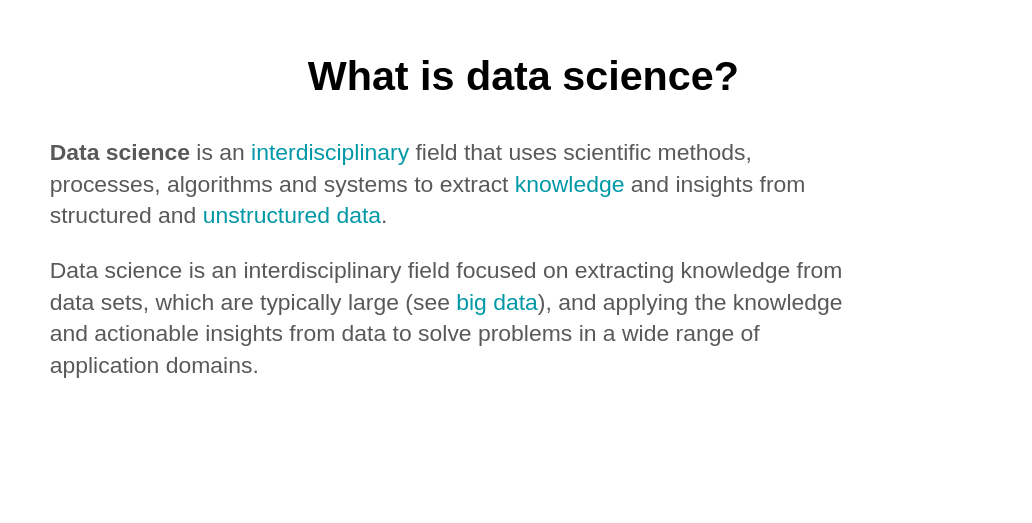 What is data science?
Data science is an interdisciplinary field that uses scientific methods,
processes, algorithms and systems to extract knowledge and insights from
structured and unstructured data.
Data science is an interdisciplinary field focused on extracting knowledge from
data sets, which are typically large (see big data), and applying the knowledge
and actionable insights from data to solve problems in a wide range of
application domains.